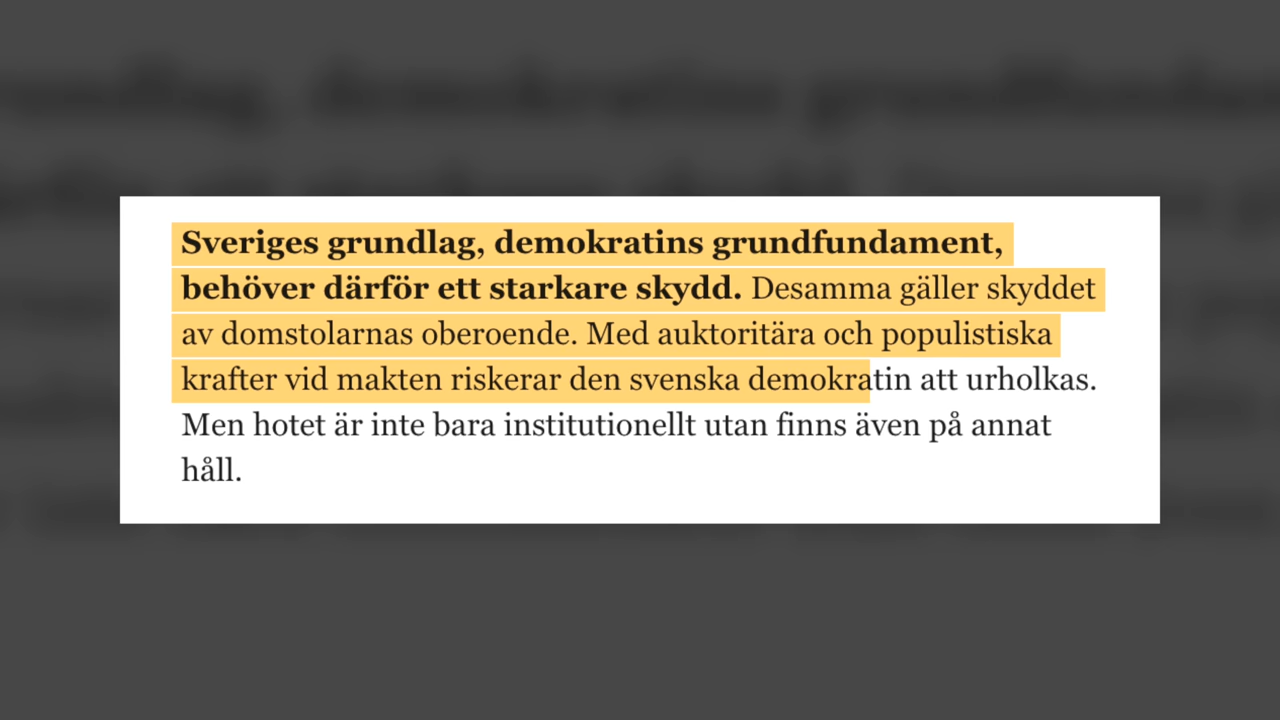 Sveriges grundlag, demokratins grundfundament,
behöver därför ett starkare skydd. Desamma gäller skyddet
av domstolarnas oberoende. Med auktoritära och populistiska
krafter vid makten riskerar den svenska demokratin att urholkas.
Men hotet är inte bara institutionellt utan finns även på annat
håll.